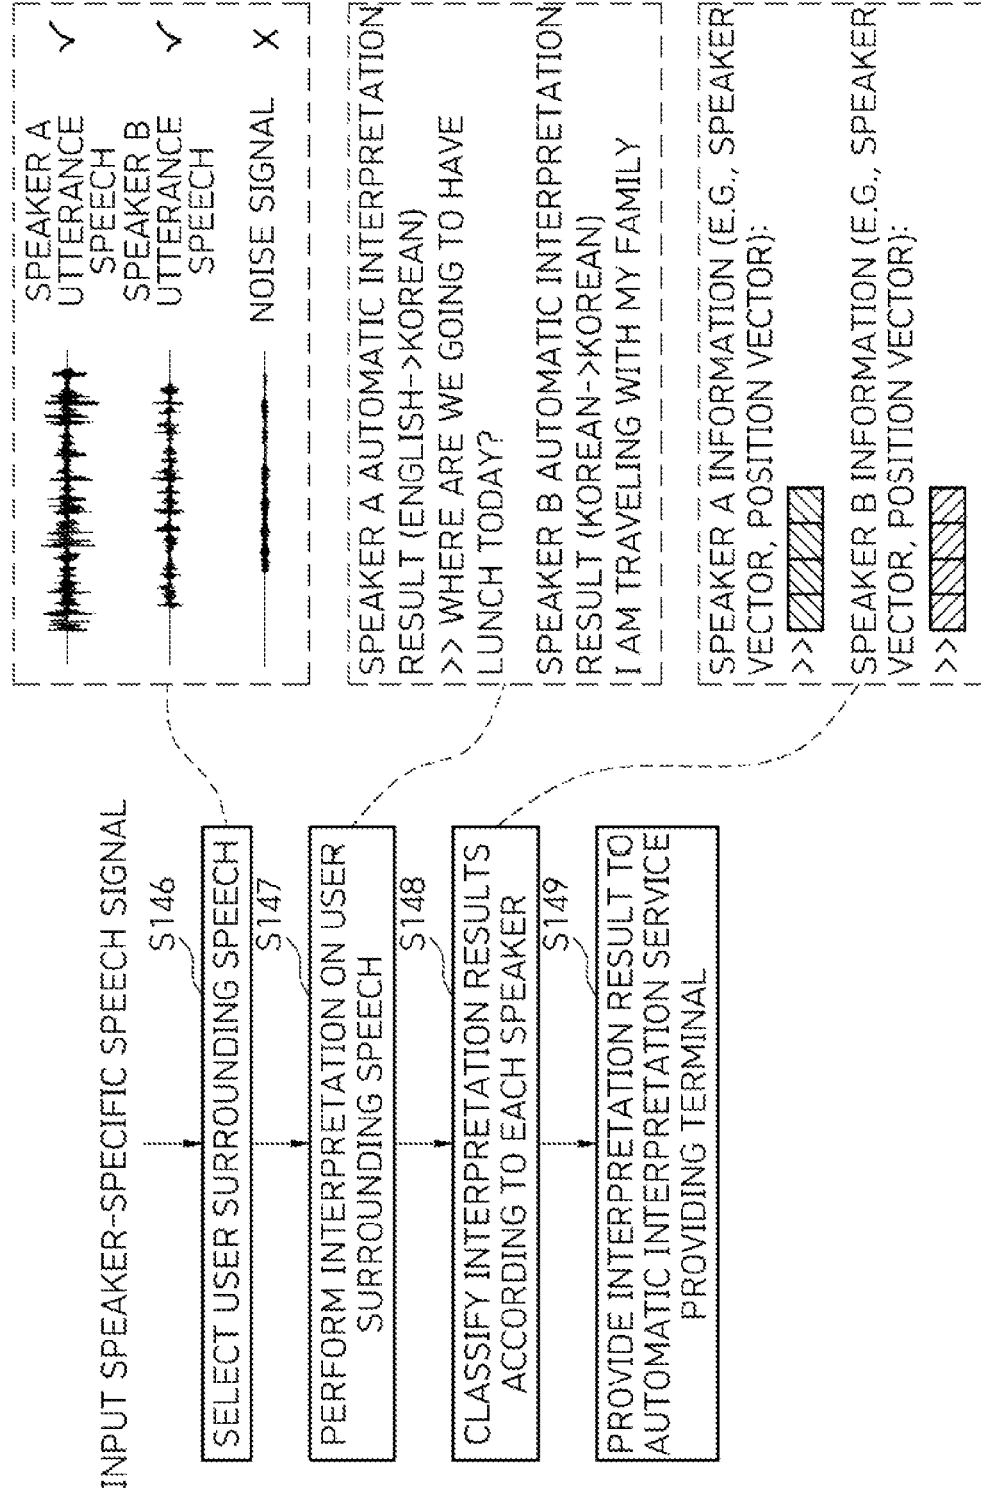 INPUT SPEAKER-SPECIFIC SPEECH SIGNAL
S146
SELECT USER SURROUNDING SPEECH
S147
PERFORM INTERPRETATION ON USER
SURROUNDING SPEECH
S148
CLASSIFY INTERPRETATION RESULTS
ACCORDING TO EACH SPEAKER
S149
PROVIDE INTERPRETATION RESULT TO
AUTOMATIC INTERPRETATION SERVICE
PROVIDING TERMINAL
SPEAKER A
UTTERANCE
SPEECH
SPEAKER B
UTTERANCE
SPEECH
NOISE SIGNAL
SPEAKER A AUTOMATIC INTERPRETATION
RESULT (ENGLISH->KOREAN)
>> WHERE ARE WE GOING TO HAVE
LUNCH TODAY?
SPEAKER B AUTOMATIC INTERPRETATION
RESULT (KOREAN->KOREAN)
I AM TRAVELING WITH MY FAMILY
SPEAKER A INFORMATION (E.G., SPEAKER
VECTOR, POSITION VECTOR):
>>
SPEAKER B INFORMATION (E.G., SPEAKER
VECTOR, POSITION VECTOR):
>>